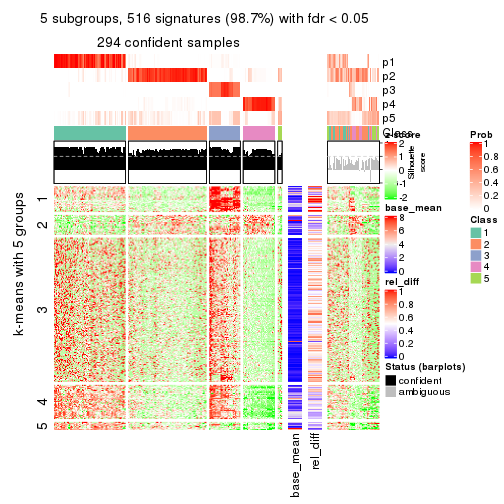 5 subgroups, 516 signatures (98.7%) with fdr < 0.05
294 confident samples
p1
p2
p3
p4
p5
Class
k-means with 5 groups
1
2
3
4
5
base_mean
rel_diff
z-score
2
1
0
-1
-2
Silhouette
score
base_mean
8
6
4
2
0
rel_diff
1
0.8
0.6
0.4
0.2
0
Status (barplots)
confident
ambiguous
Prob
1
0.8
0.6
0.4
0.2
0
Class
1
2
3
4
5